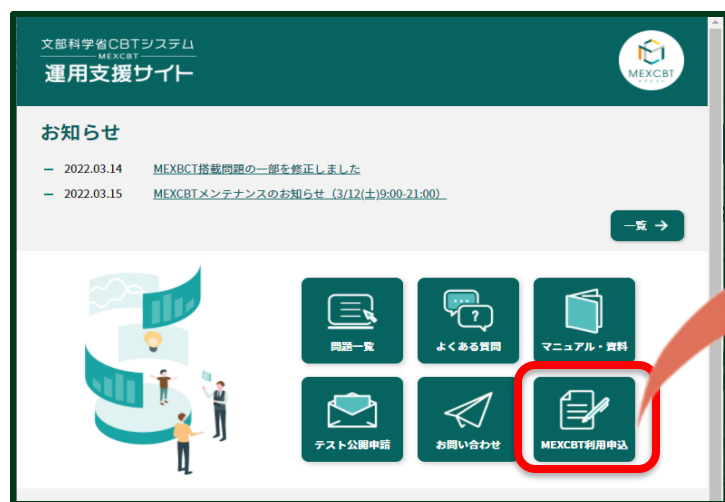 文部科学省CBTシステム
MEXCBT
運用支援サイト
MEXCBT
お知らせ
2022.03.14 MEXBCT搭載問題の一部を修正しました
2022.03.15 MEXCBTメンテナンスのお知らせ（3/12(土)9:00-21:00）
一覧 →
問題一覧
よくある質問
マニュアル・資料
テスト公開申請
お問い合わせ
MEXCBT利用申込